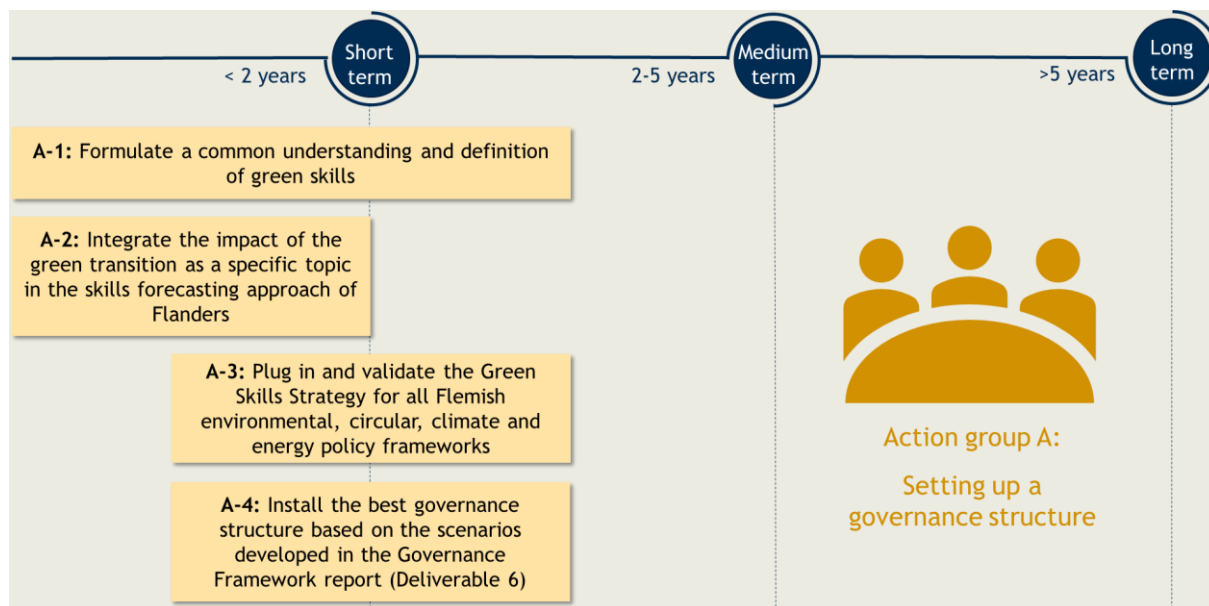 Short
term
< 2 years
Medium
term
2-5 years
Long
term
>5 years
A-1: Formulate a common understanding and definition
of green skills
A-2: Integrate the impact of the
green transition as a specific topic
in the skills forecasting approach of
Flanders
A-3: Plug in and validate the Green
Skills Strategy for all Flemish
environmental, circular, climate and
energy policy frameworks
A-4: Install the best governance
structure based on the scenarios
developed in the Governance
Framework report (Deliverable 6)
Action group A:
Setting up a
governance structure